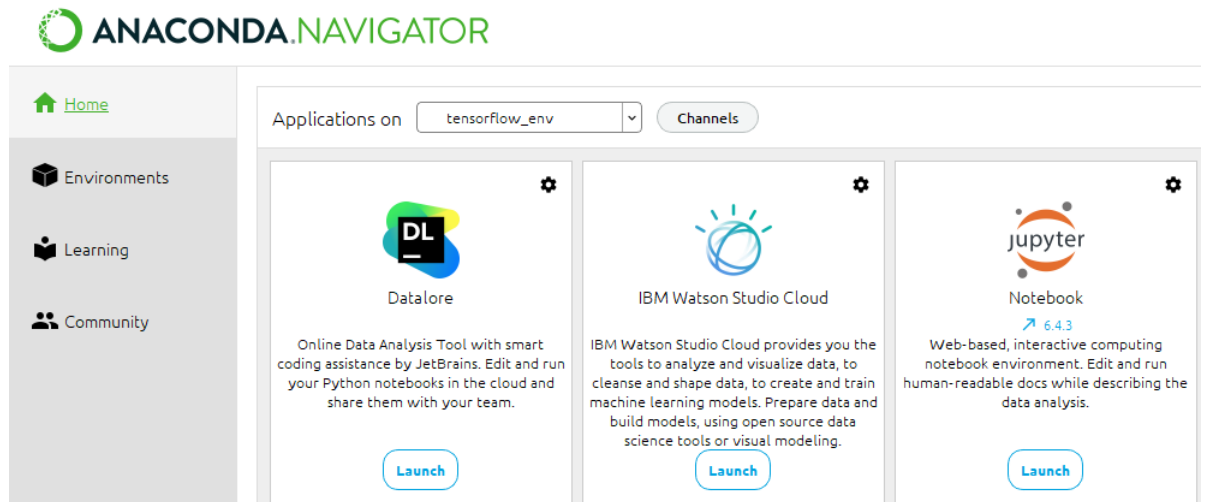 ANACONDA.NAVIGATOR
Home
Environments
Learning
Community
Applications on
tensorflow_env
Channels
DL
Datalore
Online Data Analysis Tool with smart
coding assistance by JetBrains. Edit and run
your Python notebooks in the cloud and
share them with your team.
Launch
IBM Watson Studio Cloud
IBM Watson Studio Cloud provides you the
tools to analyze and visualize data, to
cleanse and shape data, to create and train
machine learning models. Prepare data and
build models, using open source data
science tools or visual modeling.
Launch
jupyter
Notebook
6.4.3
Web-based, interactive computing
notebook environment. Edit and run
human-readable docs while describing the
data analysis.
Launch